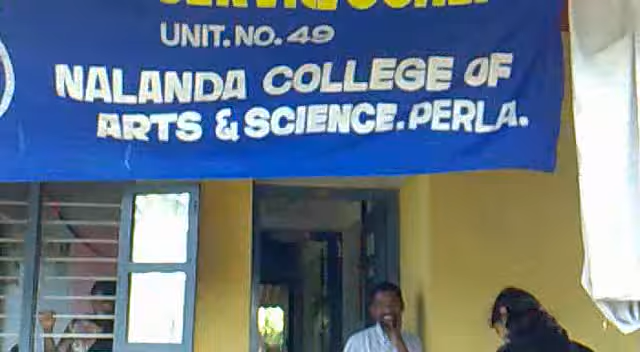 UNIT.NO.49
NALANDA COLLEGE OF
ARTS & SCIENCE.PERLA.